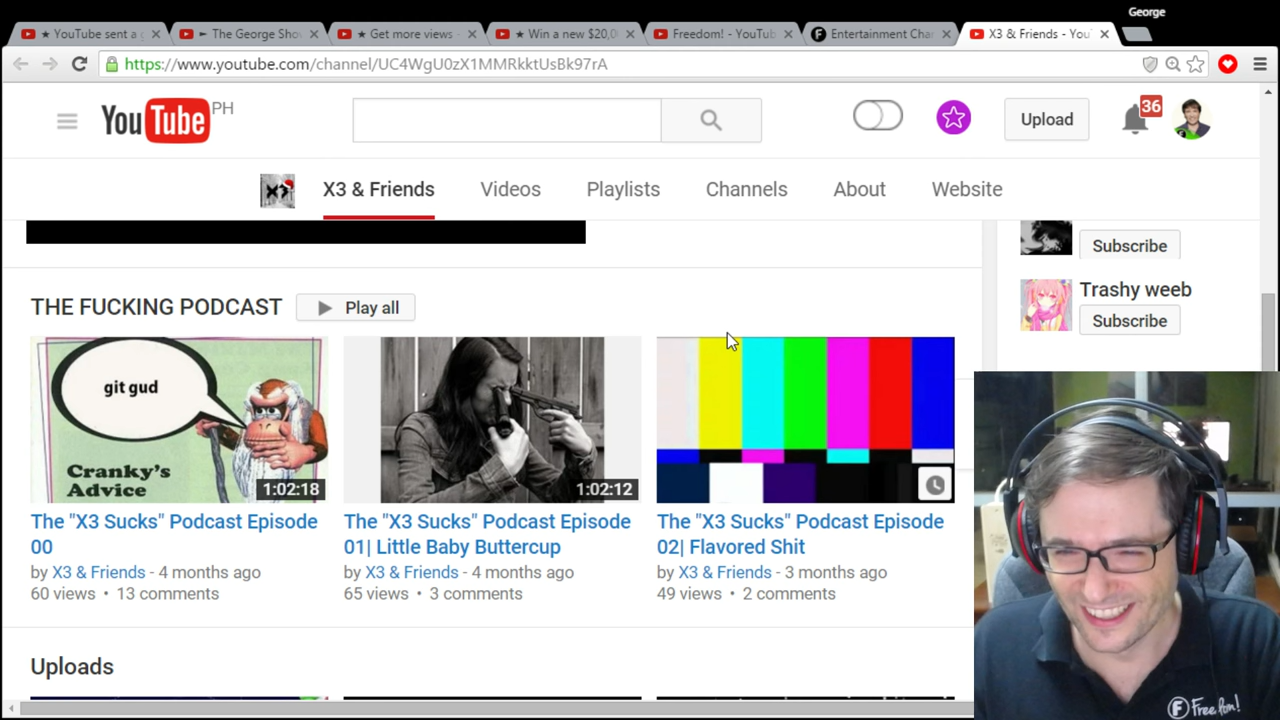 George
★ YouTube sent a g
► The George Sho
★ Get more views -
★ Win a new $20,0
Freedom! - YouTub
Entertainment Char
X3 & Friends - You
https://www.youtube.com/channel/UC4WgU0zX1MMRkktUsBk97rA
YouTube PH
Upload
36
X3 & Friends
Videos
Playlists
Channels
About
Website
Subscribe
Trashy weeb
Subscribe
THE FUCKING PODCAST
Play all
git gud
Cranky's
Advice
1:02:18
1:02:12
The "X3 Sucks" Podcast Episode
00
by X3 & Friends - 4 months ago
60 views • 13 comments
The "X3 Sucks" Podcast Episode
01| Little Baby Buttercup
by X3 & Friends - 4 months ago
65 views • 3 comments
The "X3 Sucks" Podcast Episode
02| Flavored Shit
by X3 & Friends - 3 months ago
49 views • 2 comments
Uploads
Freedom!